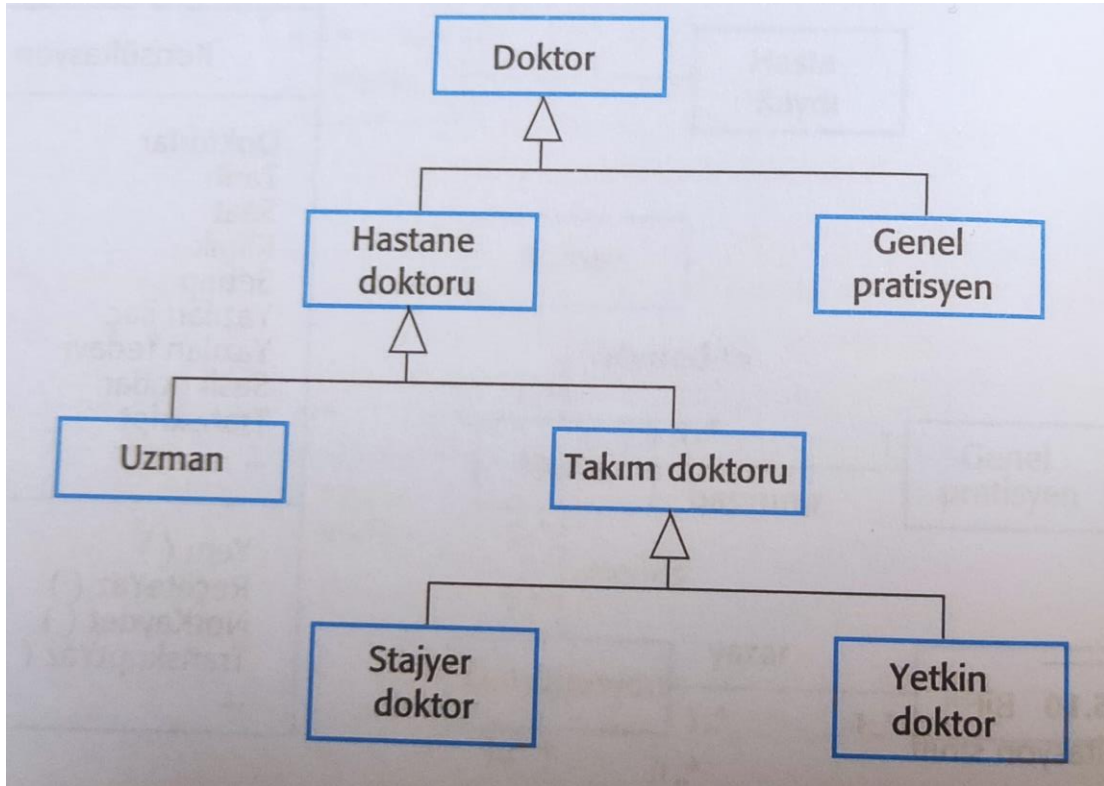 Doktor
Hastane
doktoru
Genel
pratisyen
Uzman
Takım doktoru
Stajyer
doktor
Yetkin
doktor